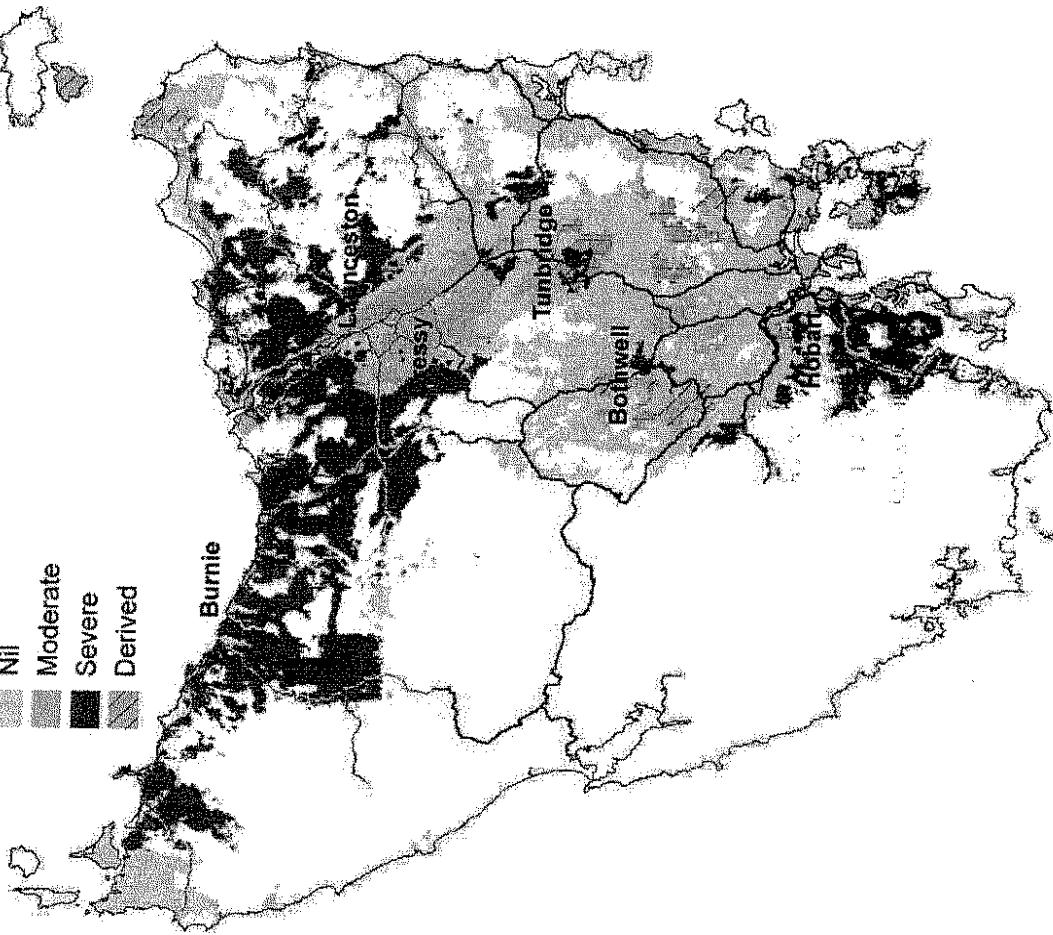 Nil
Moderate
Severe
Derived
Burnie
Launceston
Cressy
Tunbridge
Bothwell
Hobart